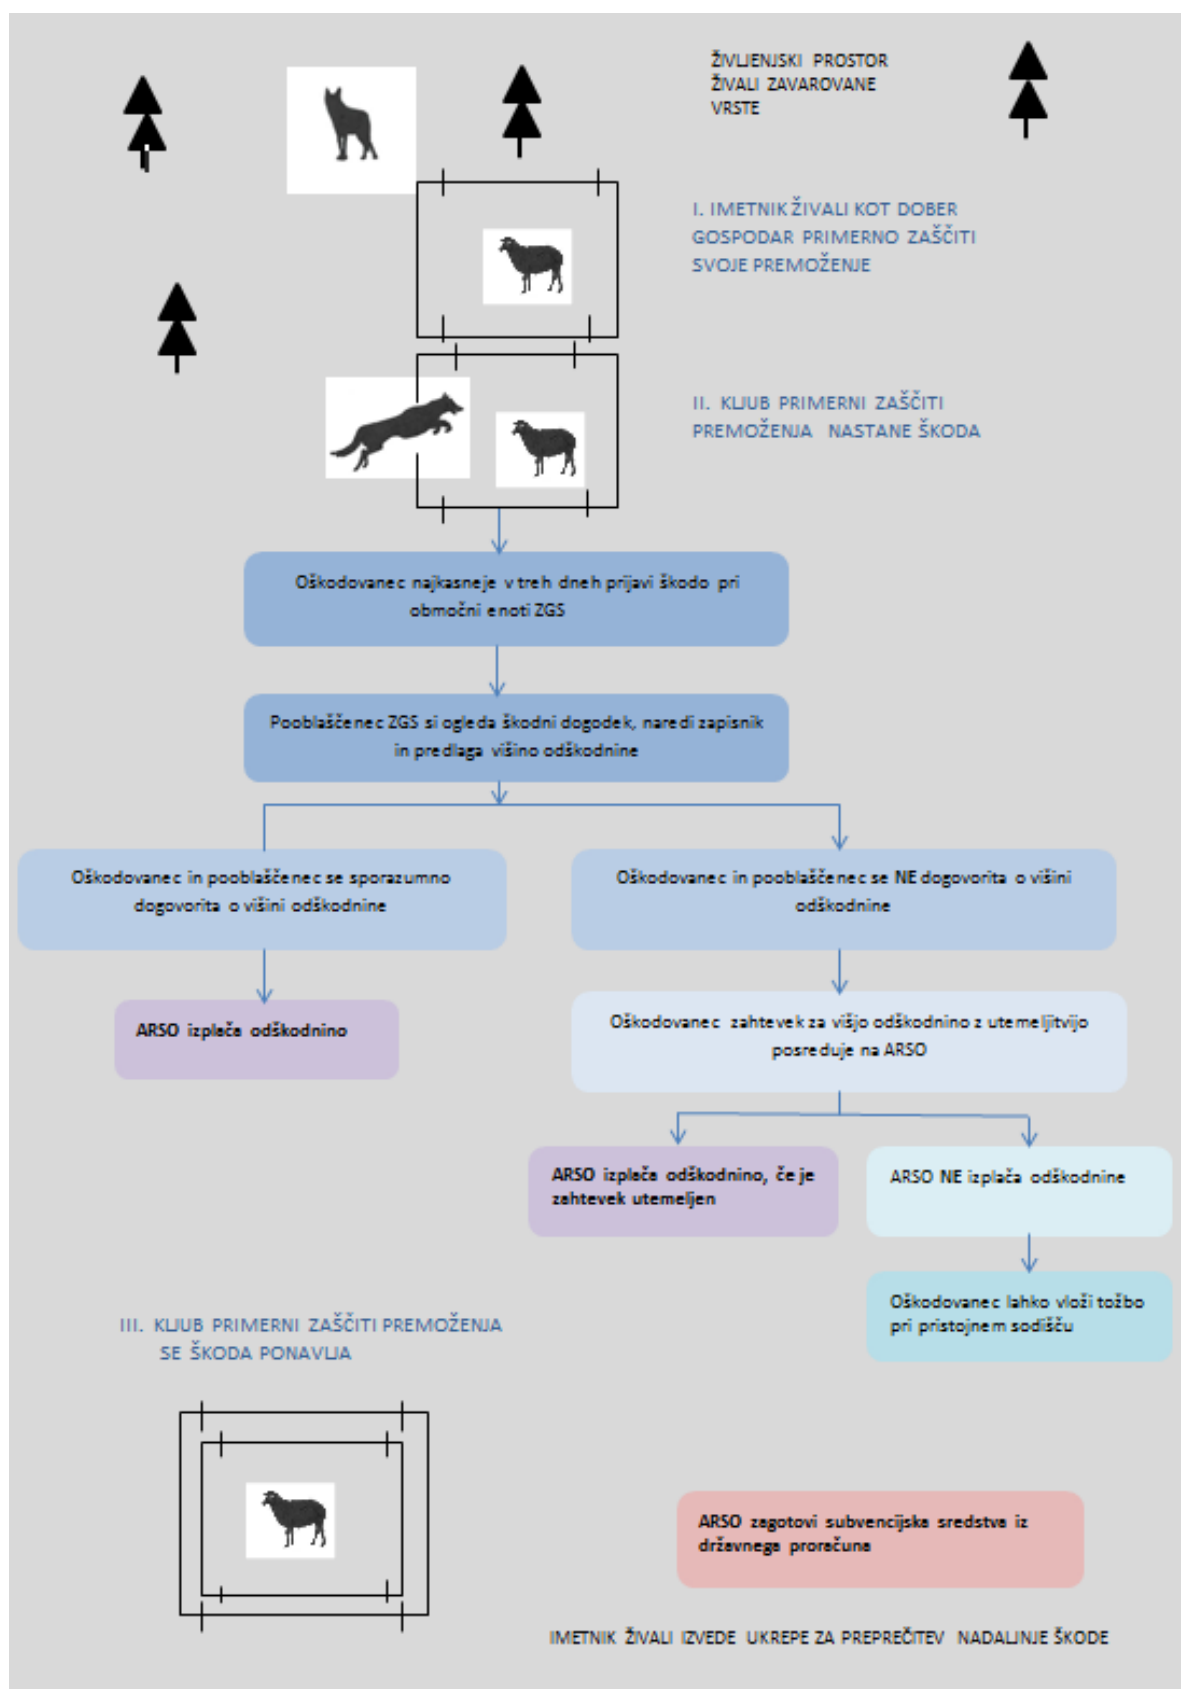 ŽIVLJENJSKI PROSTOR
ŽIVALI ZAVAROVANE
VRSTE
I. IMETNIK ŽIVALI KOT DOBER
GOSPODAR PRIMERNO ZAŠČITI
SVOJE PREMOŽENJE
II. KLJUB PRIMERNI ZAŠČITI
PREMOŽENJA NASTANE ŠKODA
Oškodovanec najkasneje v treh dneh prijavi škodo pri
območni enoti ZGS
Pooblaščenec ZGS si ogleda škodni dogodek, naredi zapisnik
in predlaga višino odškodnine
Oškodovanec in pooblaščenec se sporazumno
dogovorita o višini odškodnine
Oškodovanec in pooblaščenec se NE dogovorita o višini
odškodnine
ARSO izplača odškodnino
Oškodovanec zahtevek za višjo odškodnino z utemeljitvijo
posreduje na ARSO
ARSO izplača odškodnino, če je
zahtevek utemeljen
ARSO NE izplača odškodnine
Oškodovanec lahko vloži tožbo
pri pristojnem sodišču
III. KLJUB PRIMERNI ZAŠČITI PREMOŽENJA
SE ŠKODA PONAVLJA
ARSO zagotovi subvencijska sredstva iz
državnega proračuna
IMETNIK ŽIVALI IZVEDE UKREPE ZA PREPREČITEV NADALJNJE ŠKODE